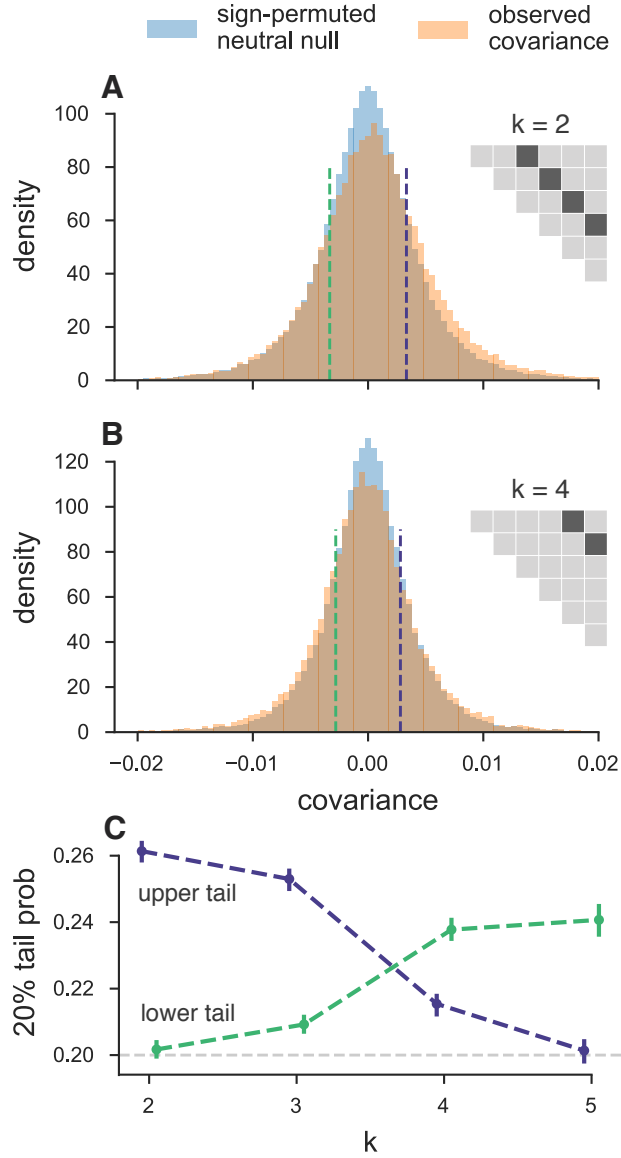 sign-permuted
neutral null
observed
covariance
A
k = 2
density
100
80
60
40
20
0
B
k = 4
density
120
100
80
60
40
20
0
−0.02
−0.01
0.00
0.01
0.02
covariance
C
20% tail prob
0.26
0.24
0.22
0.20
upper tail
lower tail
2
3
4
5
k